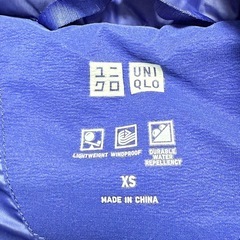 ユニ
クロ
UNI
QLO
LIGHTWEIGHT WINDPROOF DURABLE
WATER
REPELLENCY
XS
MADE IN CHINA